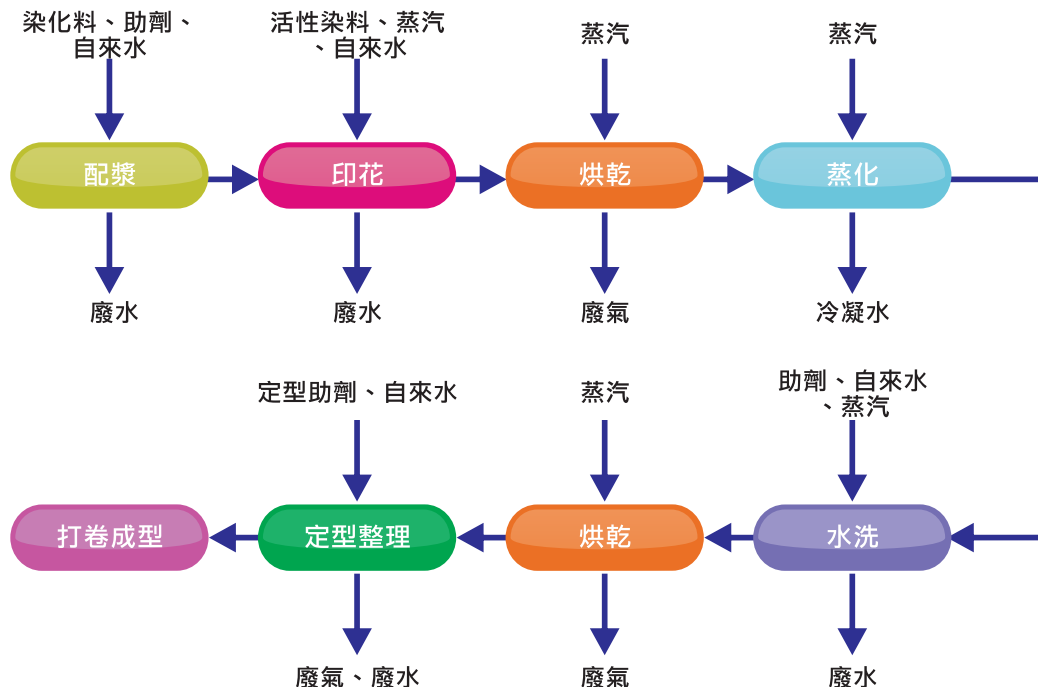 染化料、助劑、
自來水
活性染料、蒸汽
、自來水
蒸汽
蒸汽
配漿
印花
烘乾
蒸化
廢水
廢水
廢氣
冷凝水
定型助劑、自來水
蒸汽
助劑、自來水
、蒸汽
打卷成型
定型整理
烘乾
水洗
廢氣、廢水
廢氣
廢水